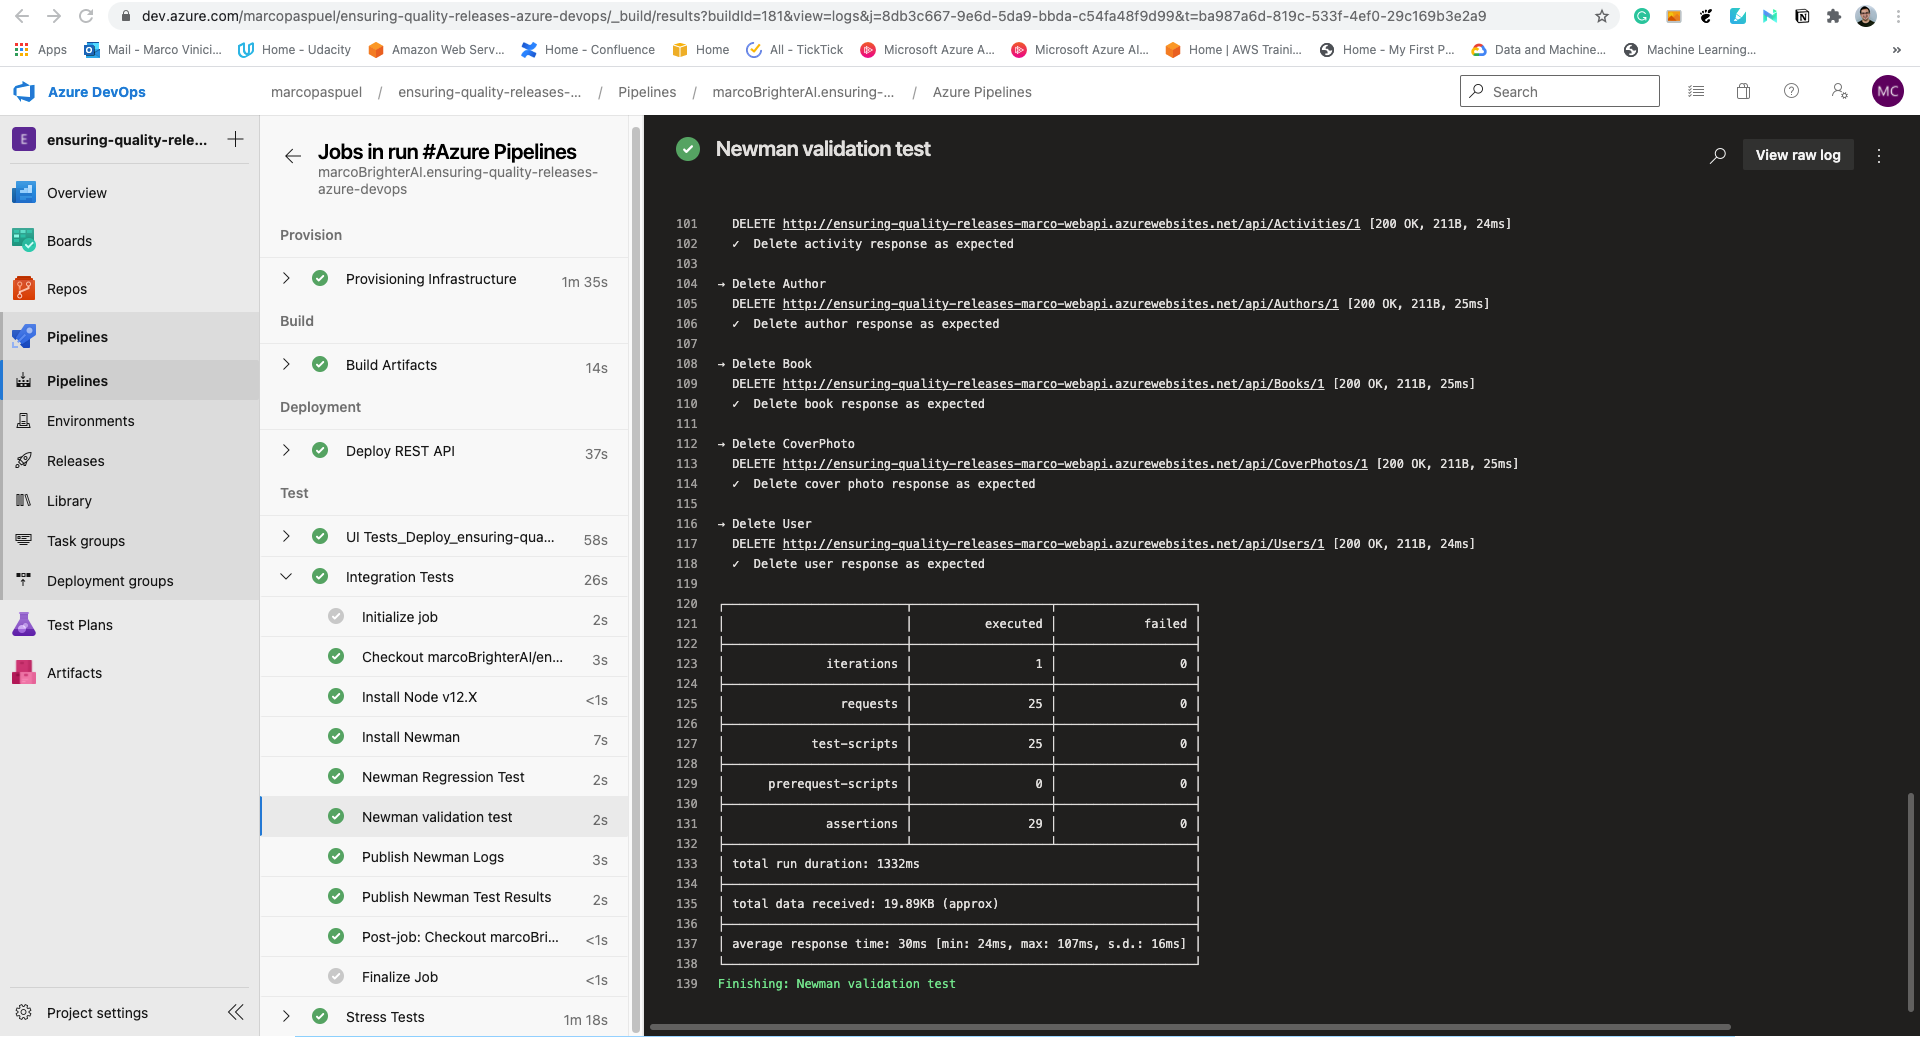 dev.azure.com/marcopaspuel/ensuring-quality-releases-azure-devops/_build/results?buildId=181&view=logs&j=8db3c667-9e6d-5da9-bbda-c54fa48f9d99&t=ba987a6d-819c-533f-4ef0-29c169b3e2a9
Apps Mail - Marco Vinici... Home - Udacity Amazon Web Serv... Home - Confluence Home All - TickTick Microsoft Azure A... Microsoft Azure AI... Home | AWS Traini... Home - My First P... Data and Machine... Machine Learning... »
Azure DevOps marcopaspuel / ensuring-quality-releases-... / Pipelines / marcoBrighterAI.ensuring-... / Azure Pipelines Search MC
E ensuring-quality-rele...
Overview
Boards
Repos
Pipelines
Pipelines
Environments
Releases
Library
Task groups
Deployment groups
Test Plans
Artifacts
Project settings
Jobs in run #Azure Pipelines
marcoBrighterAI.ensuring-quality-releases-
azure-devops
Provision
Provisioning Infrastructure 1m 35s
Build
Build Artifacts 14s
Deployment
Deploy REST API 37s
Test
UI Tests_Deploy_ensuring-qua... 58s
Integration Tests 26s
Initialize job 2s
Checkout marcoBrighterAI/en... 3s
Install Node v12.X <1s
Install Newman 7s
Newman Regression Test 2s
Newman validation test 2s
Publish Newman Logs 3s
Publish Newman Test Results 2s
Post-job: Checkout marcoBri... <1s
Finalize Job <1s
Stress Tests 1m 18s
Newman validation test
View raw log
101 DELETE http://ensuring-quality-releases-marco-webapi.azurewebsites.net/api/Activities/1 [200 OK, 211B, 24ms]
102 ✓ Delete activity response as expected
103
104 → Delete Author
105 DELETE http://ensuring-quality-releases-marco-webapi.azurewebsites.net/api/Authors/1 [200 OK, 211B, 25ms]
106 ✓ Delete author response as expected
107
108 → Delete Book
109 DELETE http://ensuring-quality-releases-marco-webapi.azurewebsites.net/api/Books/1 [200 OK, 211B, 25ms]
110 ✓ Delete book response as expected
111
112 → Delete CoverPhoto
113 DELETE http://ensuring-quality-releases-marco-webapi.azurewebsites.net/api/CoverPhotos/1 [200 OK, 211B, 25ms]
114 ✓ Delete cover photo response as expected
115
116 → Delete User
117 DELETE http://ensuring-quality-releases-marco-webapi.azurewebsites.net/api/Users/1 [200 OK, 211B, 24ms]
118 ✓ Delete user response as expected
119
120
121 executed failed
122
123 iterations 1 0
124
125 requests 25 0
126
127 test-scripts 25 0
128
129 prerequest-scripts 0 0
130
131 assertions 29 0
132
133 total run duration: 1332ms
134
135 total data received: 19.89KB (approx)
136
137 average response time: 30ms [min: 24ms, max: 107ms, s.d.: 16ms]
138
139 Finishing: Newman validation test